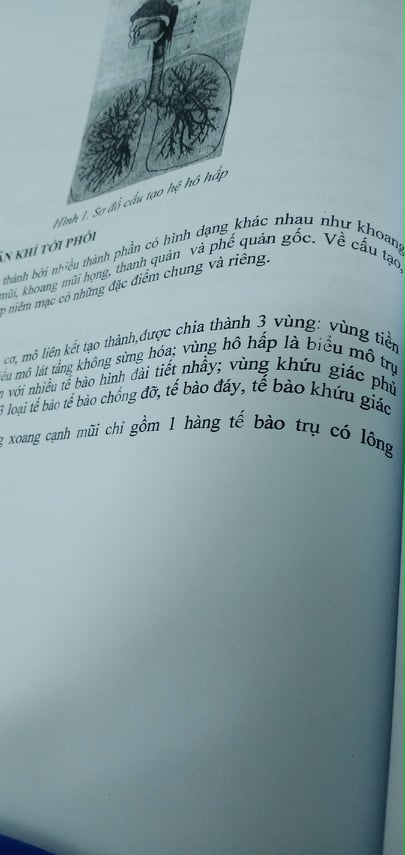 Hình 1. Sơ đồ cấu tạo hệ hô hấp
ẪN KHÍ TỚI PHỔI
thành bởi nhiều thành phần có hình dạng khác nhau như khoang
mũi, khoang mũi họng, thanh quản và phế quản gốc. Về cấu tạo,
p niêm mạc có những đặc điểm chung và riêng.
cơ, mô liên kết tạo thành,được chia thành 3 vùng: vùng tiền
iểu mô lát tầng không sừng hóa; vùng hô hấp là biểu mô trụ
với nhiều tế bào hình đài tiết nhầy; vùng khứu giác phủ
3 loại tế bào tế bào chống đỡ, tế bào đáy, tế bào khứu giác
g xoang cạnh mũi chỉ gồm 1 hàng tế bào trụ có lông